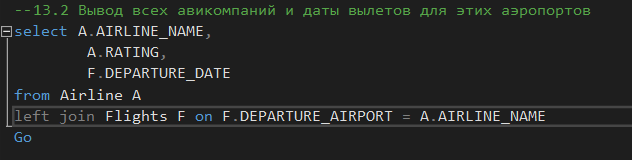 --13.2 Вывод всех авикомпаний и даты вылетов для этих аэропортов
select A.AIRLINE_NAME,
A.RATING,
F.DEPARTURE_DATE
from Airline A
left join Flights F on F.DEPARTURE_AIRPORT = A.AIRLINE_NAME
Go